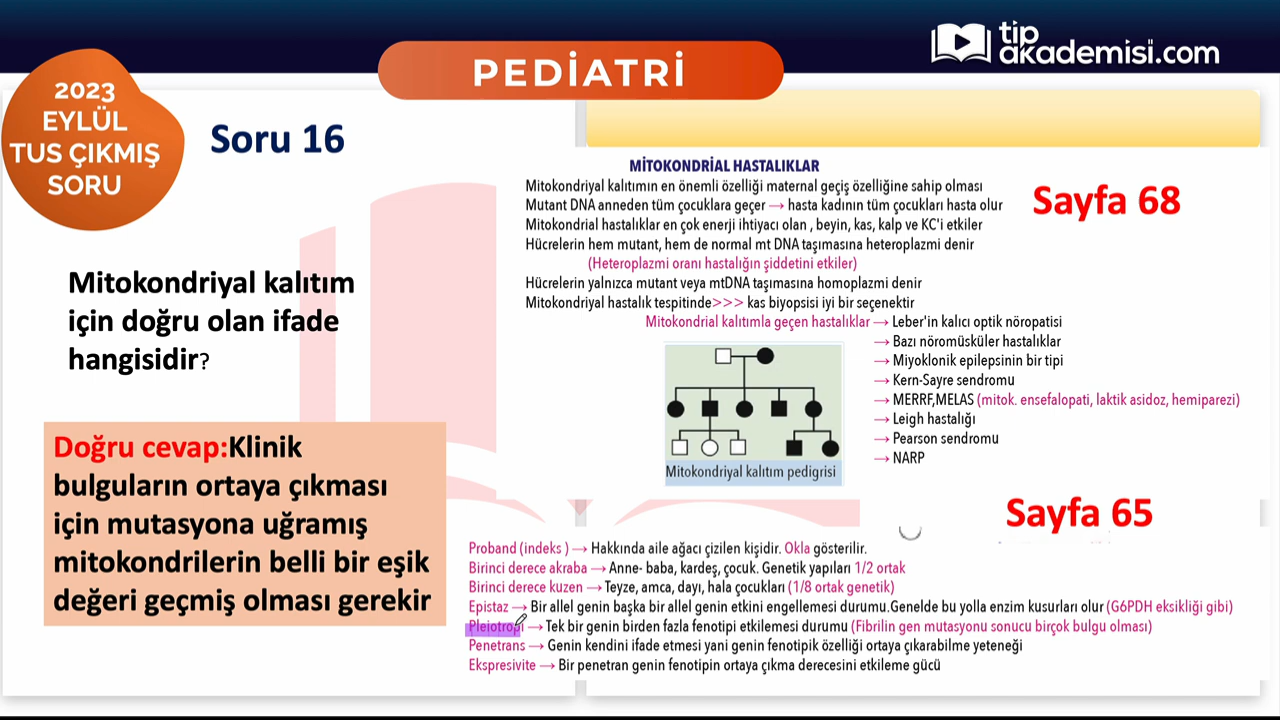 tıp
akademisi.com
PEDİATRİ
2023
EYLÜL
TUS ÇIKMIŞ
SORU
Soru 16
Mitokondriyal kalıtım
için doğru olan ifade
hangisidir?
Doğru cevap:Klinik
bulguların ortaya çıkması
için mutasyona uğramış
mitokondrilerin belli bir eşik
değeri geçmiş olması gerekir
MİTOKONDRİAL HASTALIKLAR
Mitokondriyal kalıtımın en önemli özelliği maternal geçiş özelliğine sahip olması
Mutant DNA anneden tüm çocuklara geçer → hasta kadının tüm çocukları hasta olur
Mitokondrial hastalıklar en çok enerji ihtiyacı olan , beyin, kas, kalp ve KC'i etkiler
Hücrelerin hem mutant, hem de normal mt DNA taşımasına heteroplazmi denir
(Heteroplazmi oranı hastalığın şiddetini etkiler)
Hücrelerin yalnızca mutant veya mtDNA taşımasına homoplazmi denir
Mitokondriyal hastalık tespitinde>>> kas biyopsisi iyi bir seçenektir
Mitokondrial kalıtımla geçen hastalıklar → Leber'in kalıcı optik nöropatisi
→ Bazı nöromüsküler hastalıklar
→ Miyoklonik epilepsinin bir tipi
→ Kern-Sayre sendromu
→ MERRF,MELAS (mitok. ensefalopati, laktik asidoz, hemiparezi)
→ Leigh hastalığı
→ Pearson sendromu
→ NARP
Mitokondriyal kalıtım pedigrisi
Sayfa 68
Sayfa 65
Proband (indeks ) → Hakkında aile ağacı çizilen kişidir. Okla gösterilir.
Birinci derece akraba → Anne- baba, kardeş, çocuk. Genetik yapıları 1/2 ortak
Birinci derece kuzen → Teyze, amca, dayı, hala çocukları (1/8 ortak genetik)
Epistaz → Bir allel genin başka bir allel genin etkini engellemesi durumu.Genelde bu yolla enzim kusurları olur (G6PDH eksikliği gibi)
Pleiotropi → Tek bir genin birden fazla fenotipi etkilemesi durumu (Fibrilin gen mutasyonu sonucu birçok bulgu olması)
Penetrans → Genin kendini ifade etmesi yani genin fenotipik özelliği ortaya çıkarabilme yeteneği
Ekspresivite → Bir penetran genin fenotipin ortaya çıkma derecesini etkileme gücü